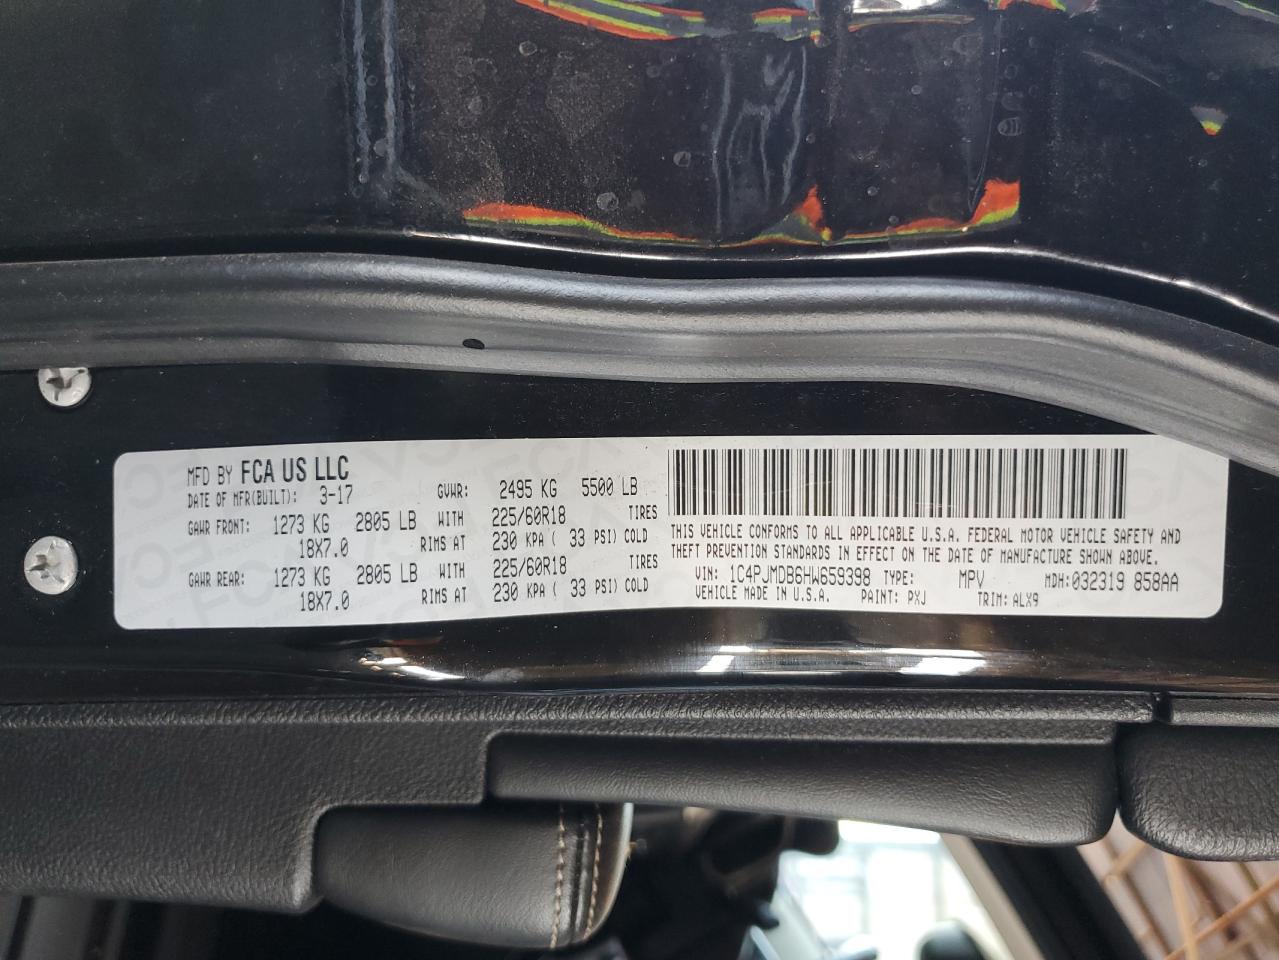 MFD BY FCA US LLC
DATE OF MFR(BUILT): 3-17 GVWR: 2495 KG 5500 LB
GAWR FRONT: 1273 KG 2805 LB WITH 225/60R18 TIRES
18X7.0 RIMS AT 230 KPA ( 33 PSI) COLD
GAWR REAR: 1273 KG 2805 LB WITH 225/60R18 TIRES
18X7.0 RIMS AT 230 KPA ( 33 PSI) COLD
THIS VEHICLE CONFORMS TO ALL APPLICABLE U.S.A. FEDERAL MOTOR VEHICLE SAFETY AND
THEFT PREVENTION STANDARDS IN EFFECT ON THE DATE OF MANUFACTURE SHOWN ABOVE.
VIN: 1C4PJMDB6HW659398 TYPE: MPV MDH:032319 858AA
VEHICLE MADE IN U.S.A. PAINT: PXJ TRIM: ALX9